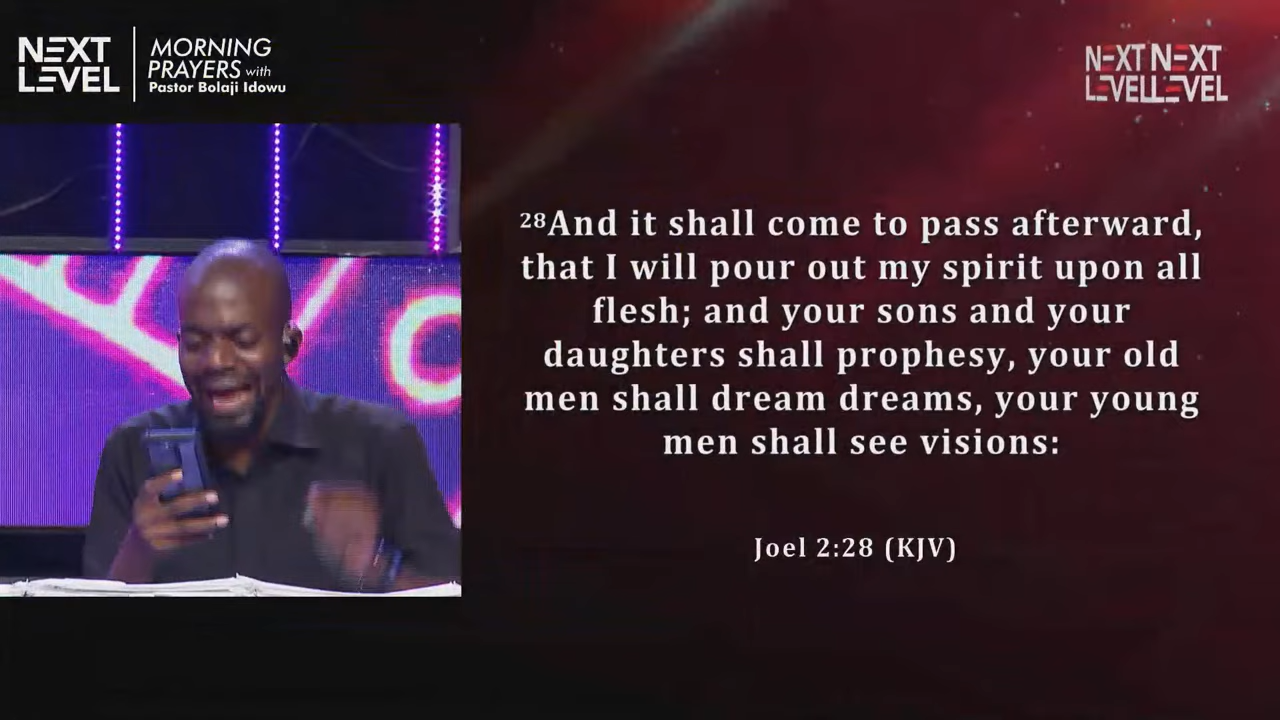 NEXT
LEVEL
MORNING
PRAYERS with
Pastor Bolaji Idowu
NEXT NEXT
LEVELLEVEL
28And it shall come to pass afterward,
that I will pour out my spirit upon all
flesh; and your sons and your
daughters shall prophesy, your old
men shall dream dreams, your young
men shall see visions:
Joel 2:28 (KJV)